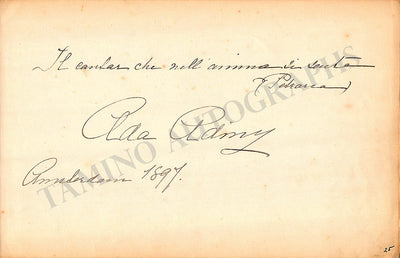 Il cantar che nell' anima si sente
(Petrarca)
Ada Adiny
Amsterdam 1897.
TAMINO AUTOGRAPHS
25